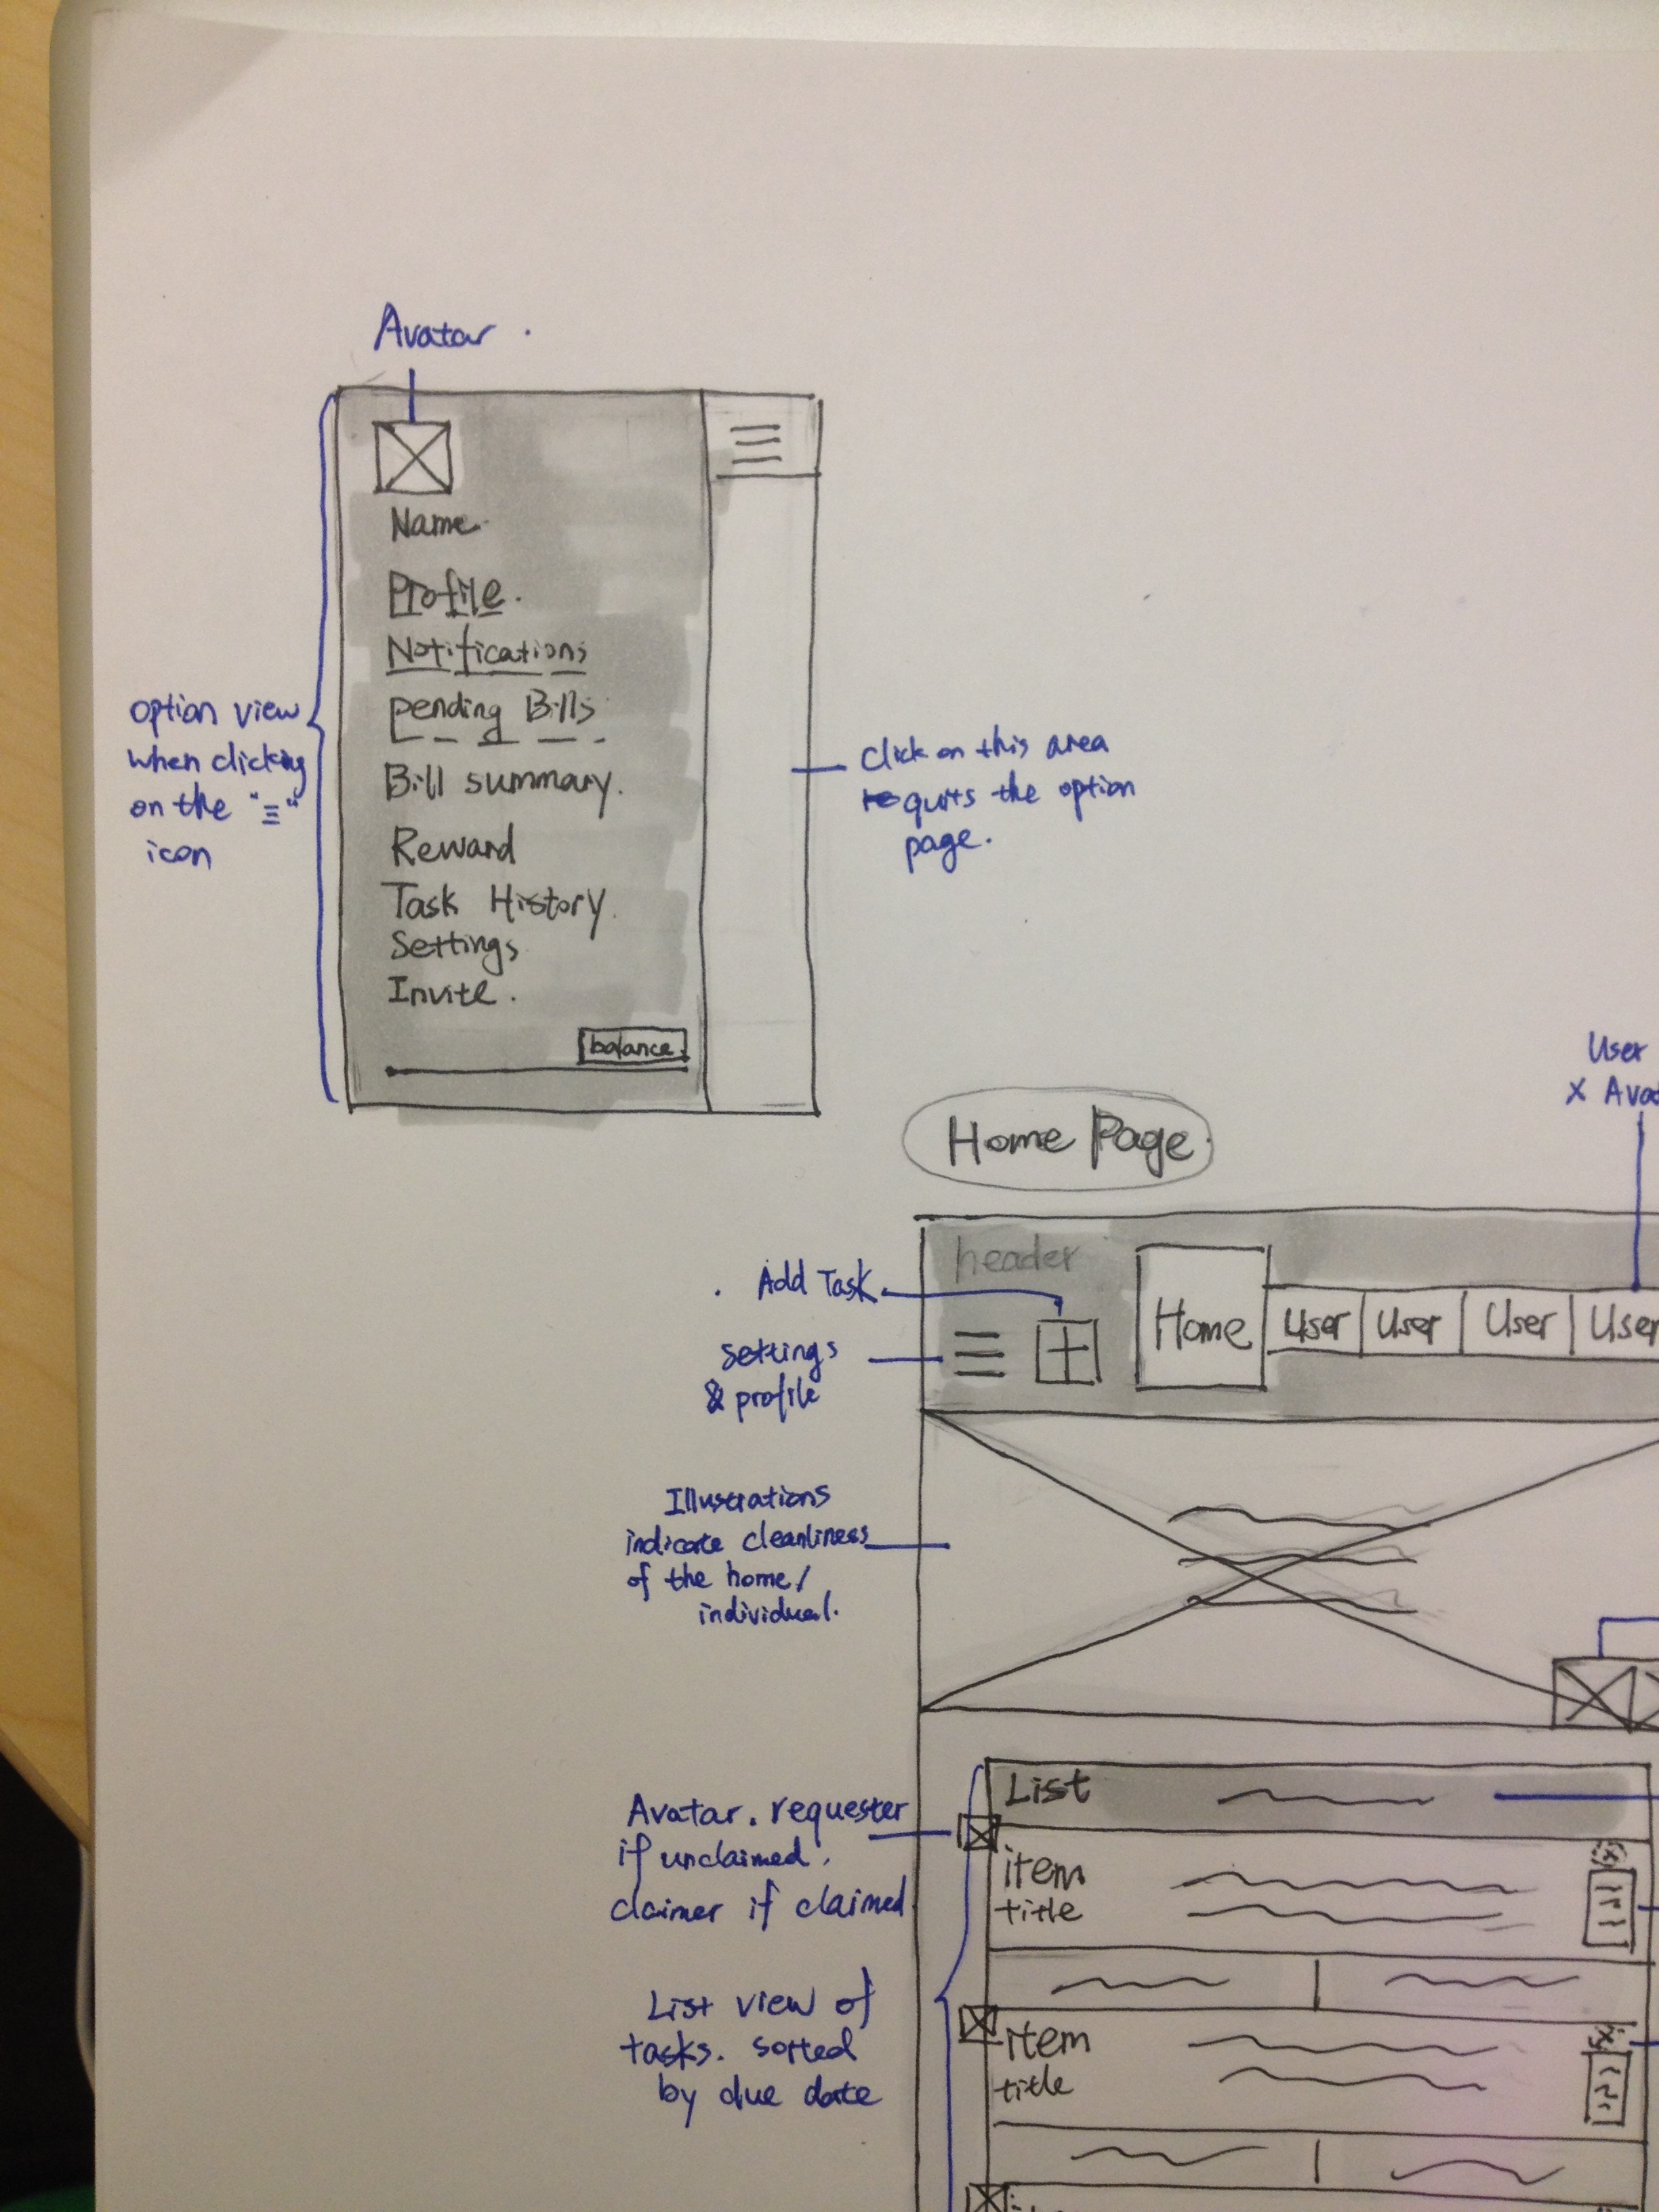 Avatar
Name
Profile.
Notifications
Pending Bills
Bill summary.
Reward
Task History.
Settings
Invite.
balance
option view
when clicking
on the "≡"
icon
Click on this area
quits the option
page.
User
x
Home Page.
header
Add Task
Home
User
User
User
User
settings
& profile
Illustrations
indicate cleanliness
of the home/
individual.
List
Avatar. requester
if unclaimed,
claimer if claimed
item
title
List view of
tasks. sorted
by due date
item
title